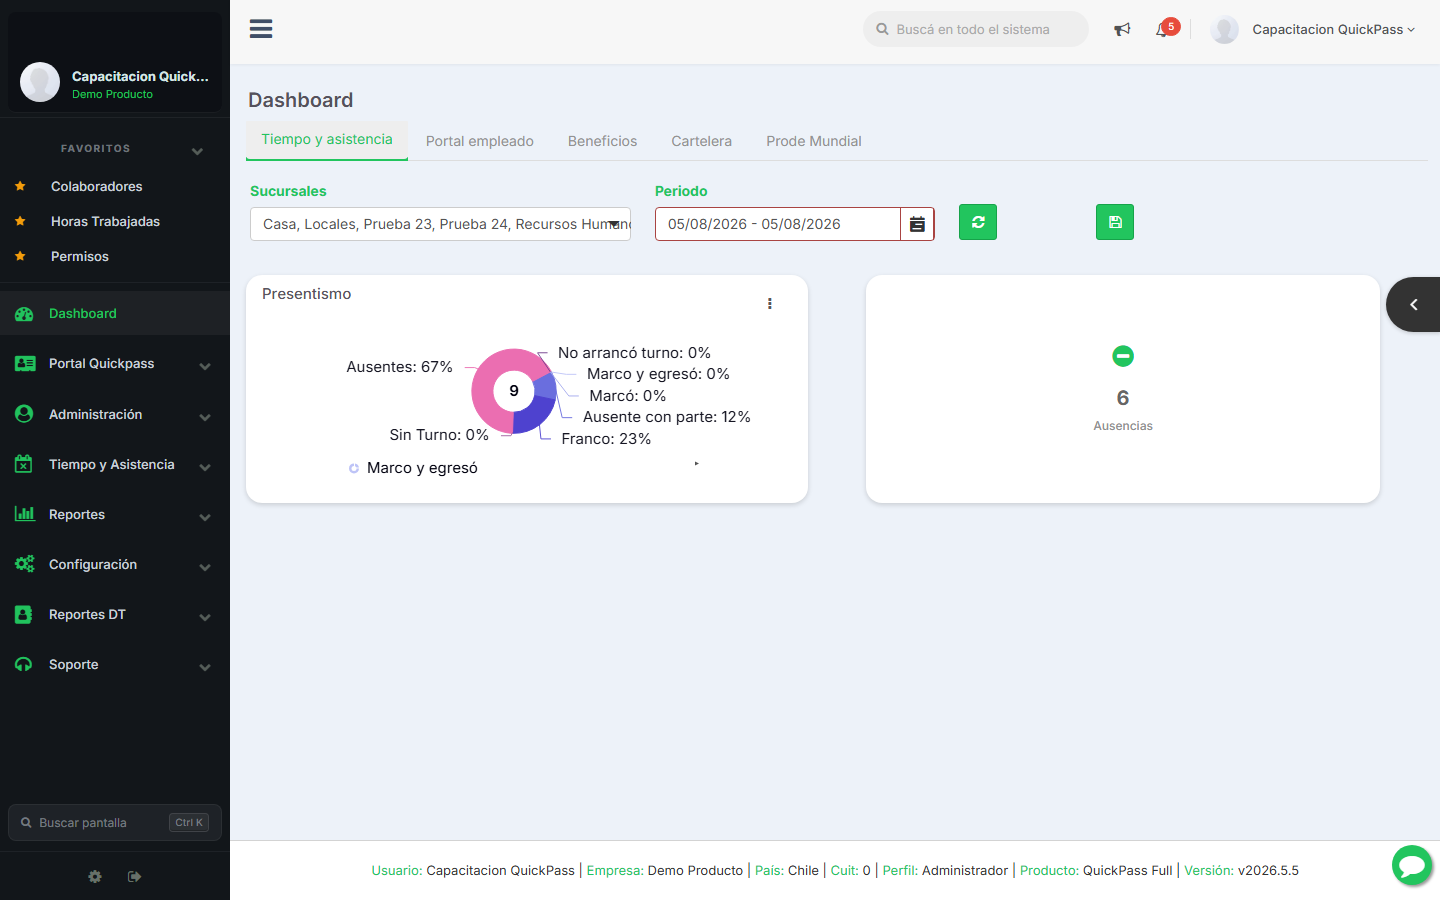 Capacitacion Quick...
Demo Producto
FAVORITOS
Colaboradores
Horas Trabajadas
Permisos
Dashboard
Portal Quickpass
Administración
Tiempo y Asistencia
Reportes
Configuración
Reportes DT
Soporte
Buscar pantalla
Ctrl K
Buscá en todo el sistema
5
Capacitacion QuickPass
Dashboard
Tiempo y asistencia
Portal empleado
Beneficios
Cartelera
Prode Mundial
Sucursales
Casa, Locales, Prueba 23, Prueba 24, Recursos
Periodo
05/08/2026 - 05/08/2026
Presentismo
No arrancó turno: 0%
Ausentes: 67%
Marco y egresó: 0%
9
Marcó: 0%
Ausente con parte: 12%
Sin Turno: 0%
Franco: 23%
Marco y egresó
6
Ausencias
Usuario: Capacitacion QuickPass | Empresa: Demo Producto | País: Chile | Cuit: 0 | Perfil: Administrador | Producto: QuickPass Full | Versión: v2026.5.5